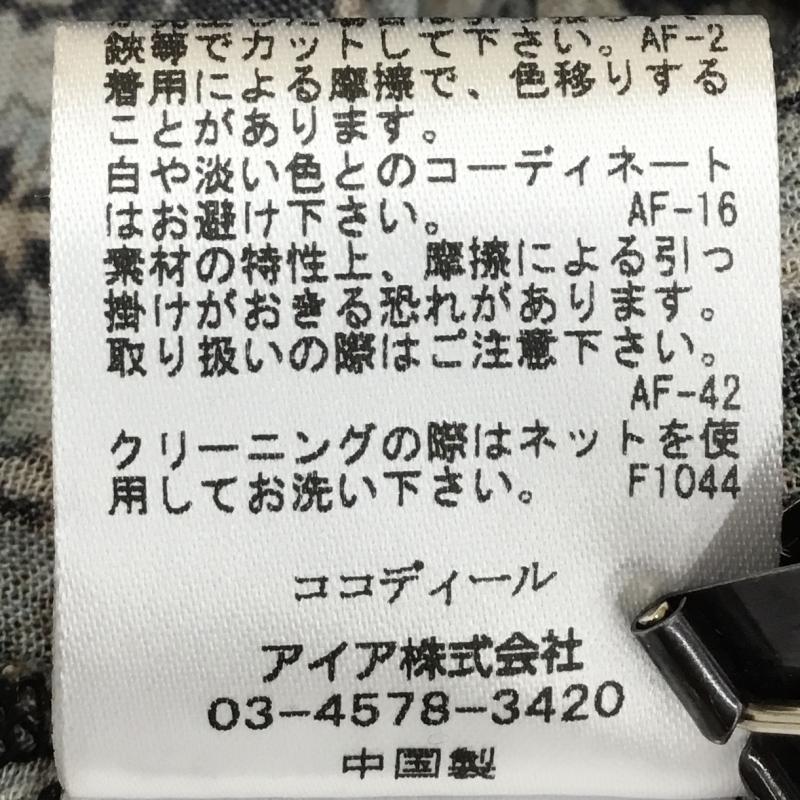 鋏等でカットして下さい。AF-2
着用による摩擦で、色移りする
ことがあります。
白や淡い色とのコーディネート
はお避け下さい。 AF-16
素材の特性上、摩擦による引っ
掛けがおきる恐れがあります。
取り扱いの際はご注意下さい。
AF-42
クリーニングの際はネットを使
用してお洗い下さい。 F1044
ココディール
アイア株式会社
03-4578-3420
中国製